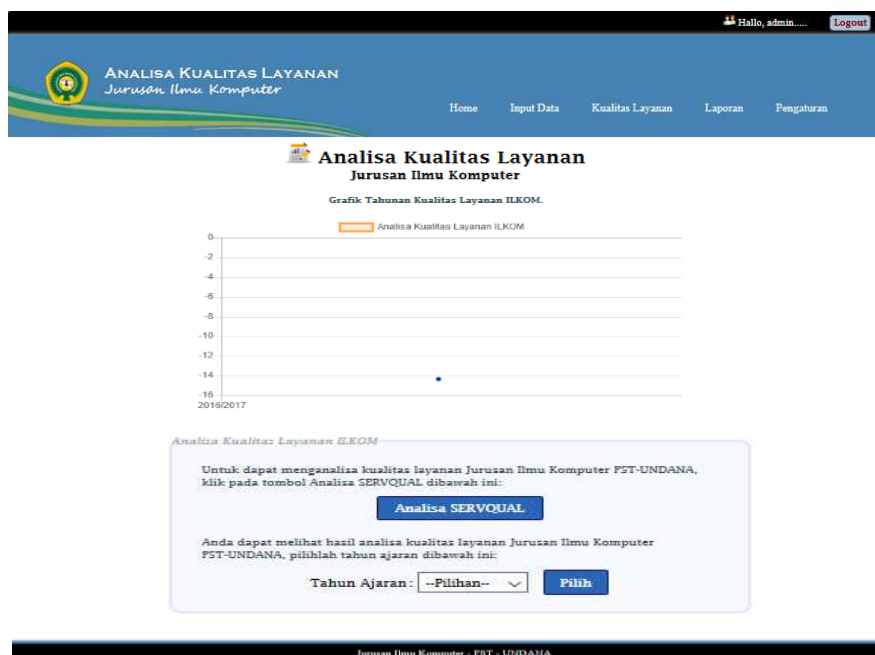 Hallo, admin.....
Logout
Analisa Kualitas Layanan
Jurusan Ilmu Komputer
Home Input Data Kualitas Layanan Laporan Pengaturan
Analisa Kualitas Layanan
Jurusan Ilmu Komputer
Grafik Tahunan Kualitas Layanan ILKOM.
Analisa Kualitas Layanan ILKOM
0
-2
-4
-6
-8
-10
-12
-14
-16
2016/2017
Analisa Kualitas Layanan ILKOM
Untuk dapat menganalisa kualitas layanan Jurusan Ilmu Komputer FST-UNDANA,
klik pada tombol Analisa SERVQUAL dibawah ini:
Analisa SERVQUAL
Anda dapat melihat hasil analisa kualitas layanan Jurusan Ilmu Komputer
FST-UNDANA, pilihlah tahun ajaran dibawah ini:
Tahun Ajaran : --Pilihan-- Pilih
Jurusan Ilmu Komputer - FST - UNDANA